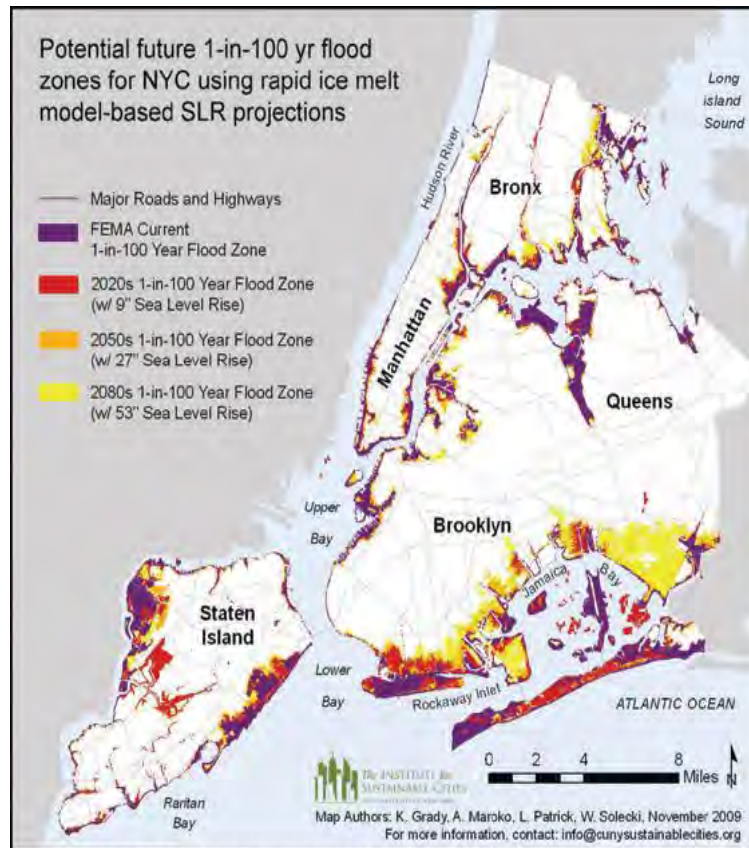 Potential future 1-in-100 yr flood
zones for NYC using rapid ice melt
model-based SLR projections
Long
island
Sound
Hudson River
Bronx
Major Roads and Highways
FEMA Current
1-in-100 Year Flood Zone
2020s 1-in-100 Year Flood Zone
(w/ 9" Sea Level Rise)
Manhattan
2050s 1-in-100 Year Flood Zone
(w/ 27" Sea Level Rise)
2080s 1-in-100 Year Flood Zone
(w/ 53" Sea Level Rise)
Queens
Upper
Bay
Brooklyn
Jamaica
Bay
Staten
Island
Lower
Bay
Rockaway Inlet
ATLANTIC OCEAN
The INSTITUTE for
SUSTAINABLE CITIES
0 2 4 8
Miles
N
Raritan
Bay
Map Authors: K. Grady, A. Maroko, L. Patrick, W. Solecki, November 2009
For more information, contact: info@cunysustainablecities.org